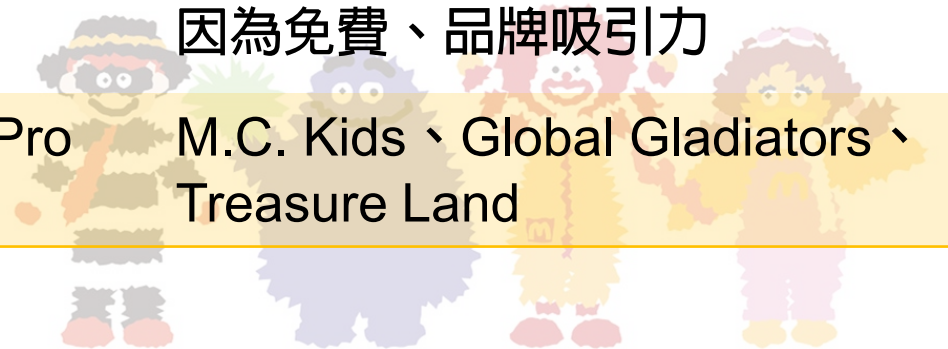 因為免費、品牌吸引力
Pro M.C. Kids、Global Gladiators、
Treasure Land